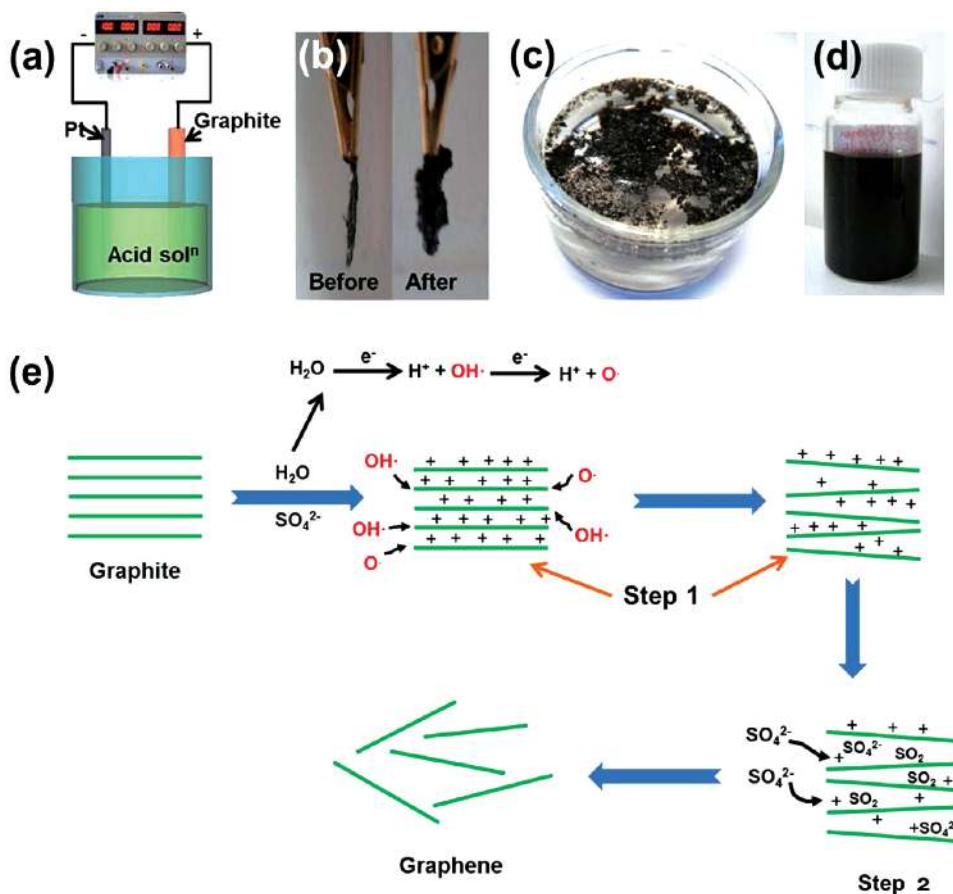 (a)
- +
Pt
Graphite
Acid solⁿ
(b)
Before After
(c)
(d)
(e)
H₂O e⁻ H⁺ + OH· e⁻ H⁺ + O·
H₂O
SO₄²⁻
Graphite
OH·
+ + + + +
O·
+ + + + +
+ + + + +
OH·
+ + + + +
OH·
+ + + + +
O·
+ + + + +
+ +
+ + + + +
+ + + +
+ +
+
Step 1
SO₄²⁻
+ + +
SO₄²⁻ SO₂
+
SO₄²⁻
SO₂ +
+ SO₂ +
+
+SO₄²
Graphene
Step 2